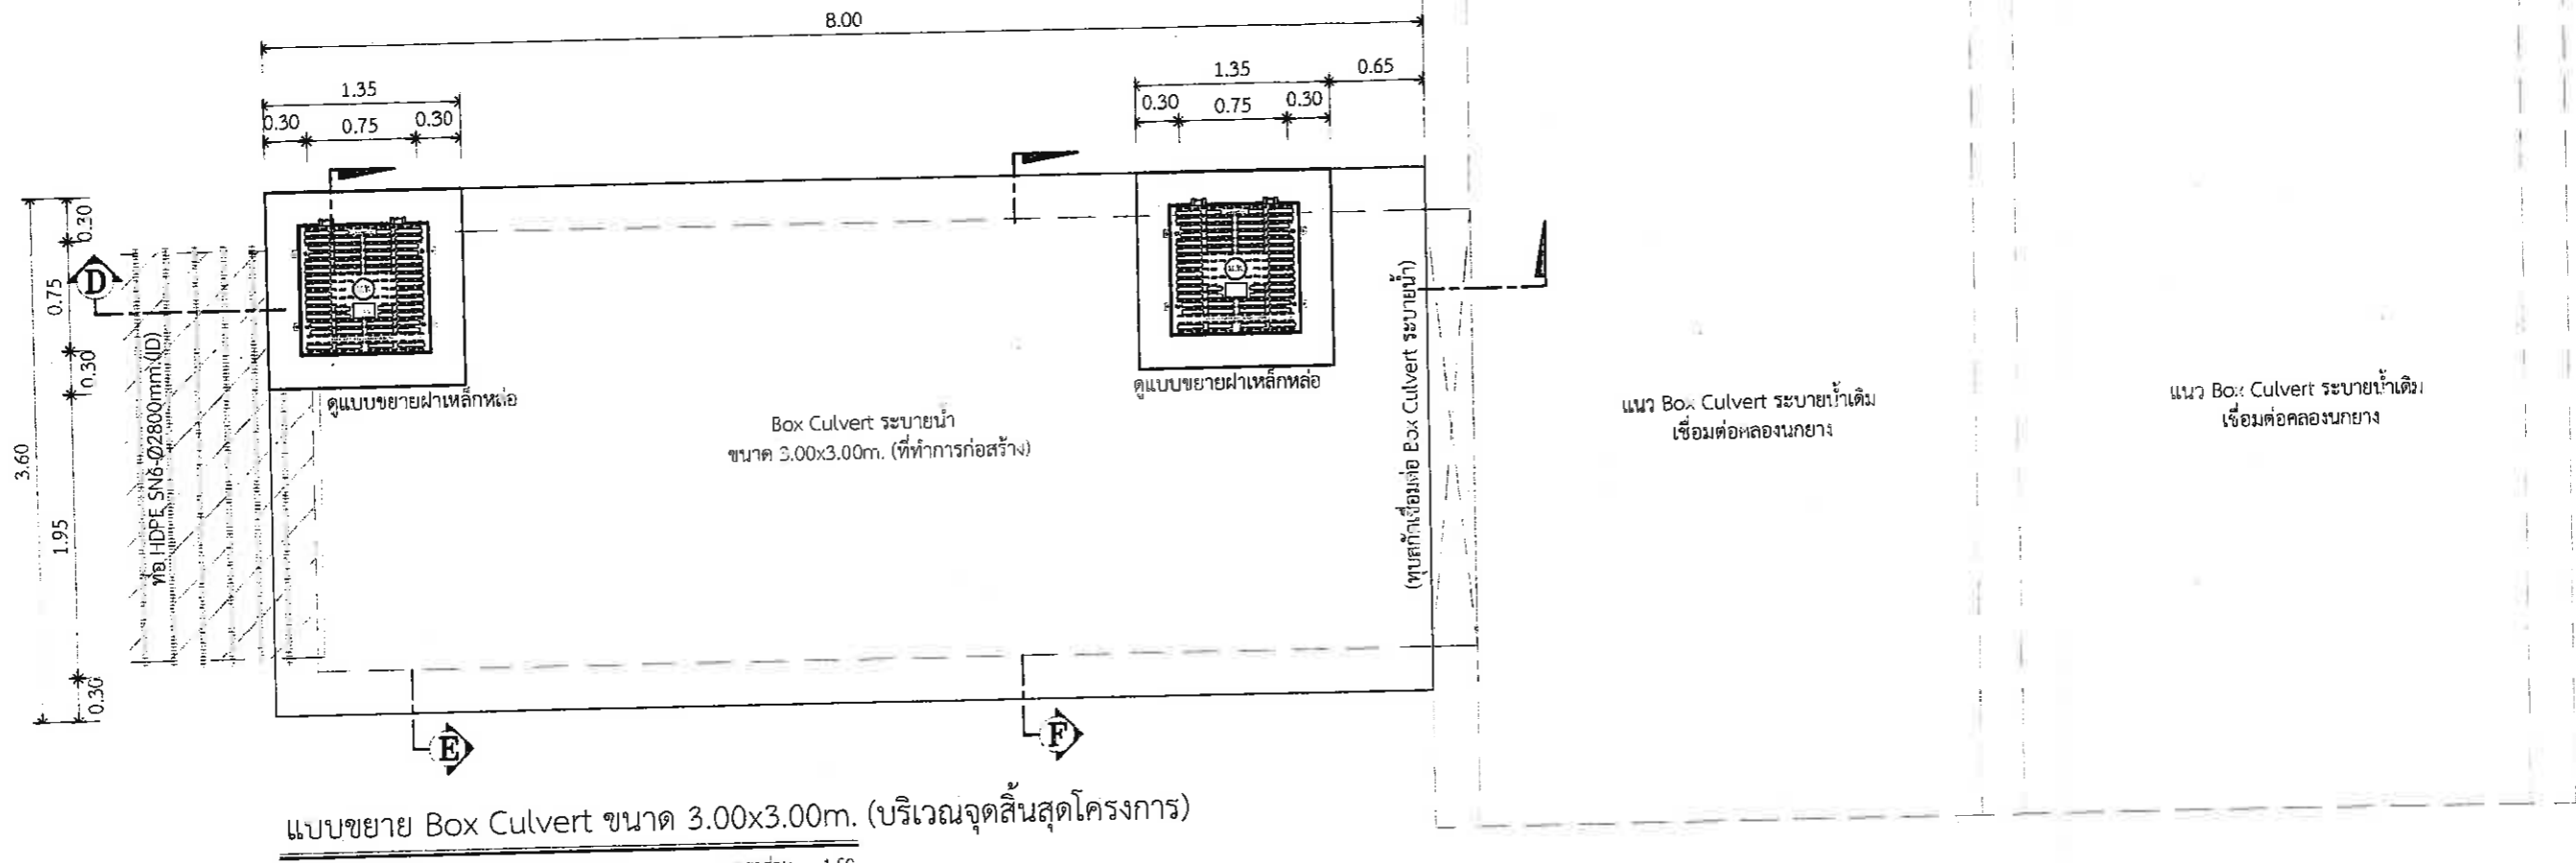 8.00
1.35
0.65
1.35
0.30
0.75
0.30
0.30
0.75
0.30
0.30
0.75
0.30
1.95
0.30
3.60
D
ท่อ HDPE SN6-Ø2800mm.(ID)
ดูแบบขยายฝาเหล็กหล่อ
ดูแบบขยายฝาเหล็กหล่อ
Box Culvert ระบายน้ำ
ขนาด 3.00x3.00m. (ที่ทำการก่อสร้าง)
(ทุบสกัดเชื่อมต่อ Box Culvert ระบายน้ำ)
แนว Box Culvert ระบายน้ำเดิม
เชื่อมต่อคลองนกยาง
แนว Box Culvert ระบายน้ำเดิม
เชื่อมต่อคลองนกยาง
E
F
แบบขยาย Box Culvert ขนาด 3.00x3.00m. (บริเวณจุดสิ้นสุดโครงการ)